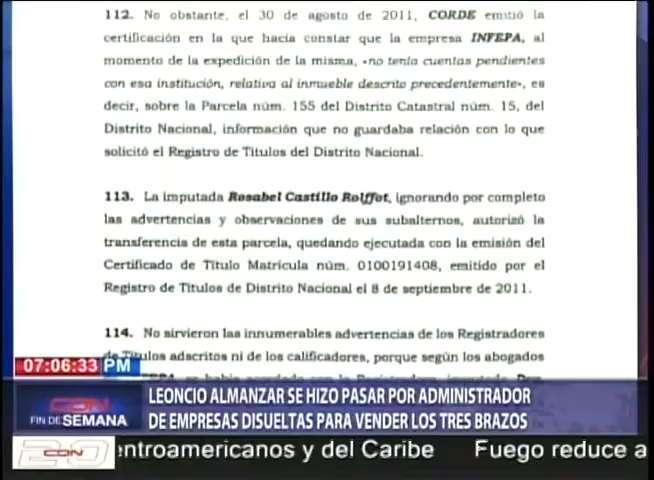 112. No obstante, el 30 de agosto de 2011, CORDE emitió la
certificación en la que hacía constar que la empresa INFEPA, al
momento de la expedición de la misma, «no tenía cuentas pendientes
con esa institución, relativa al inmueble descrito precedentemente», es
decir, sobre la Parcela núm. 155 del Distrito Catastral núm. 15, del
Distrito Nacional, información que no guardaba relación con lo que
solicitó el Registro de Títulos del Distrito Nacional.
113. La imputada Rosabel Castillo Rolffot, ignorando por completo
las advertencias y observaciones de sus subalternos, autorizó la
transferencia de esta parcela, quedando ejecutada con la emisión del
Certificado de Título Matrícula núm. 0100191408, emitido por el
Registro de Títulos de Distrito Nacional el 8 de septiembre de 2011.
114. No sirvieron las innumerables advertencias de los Registradores
de Títulos adscritos ni de los calificadores, porque según los abogados
07:06:33 PM
CDN
FIN DE SEMANA
LEONCIO ALMANZAR SE HIZO PASAR POR ADMINISTRADOR
DE EMPRESAS DISUELTAS PARA VENDER LOS TRES BRAZOS
CDN
entroamericanos y del Caribe Fuego reduce a